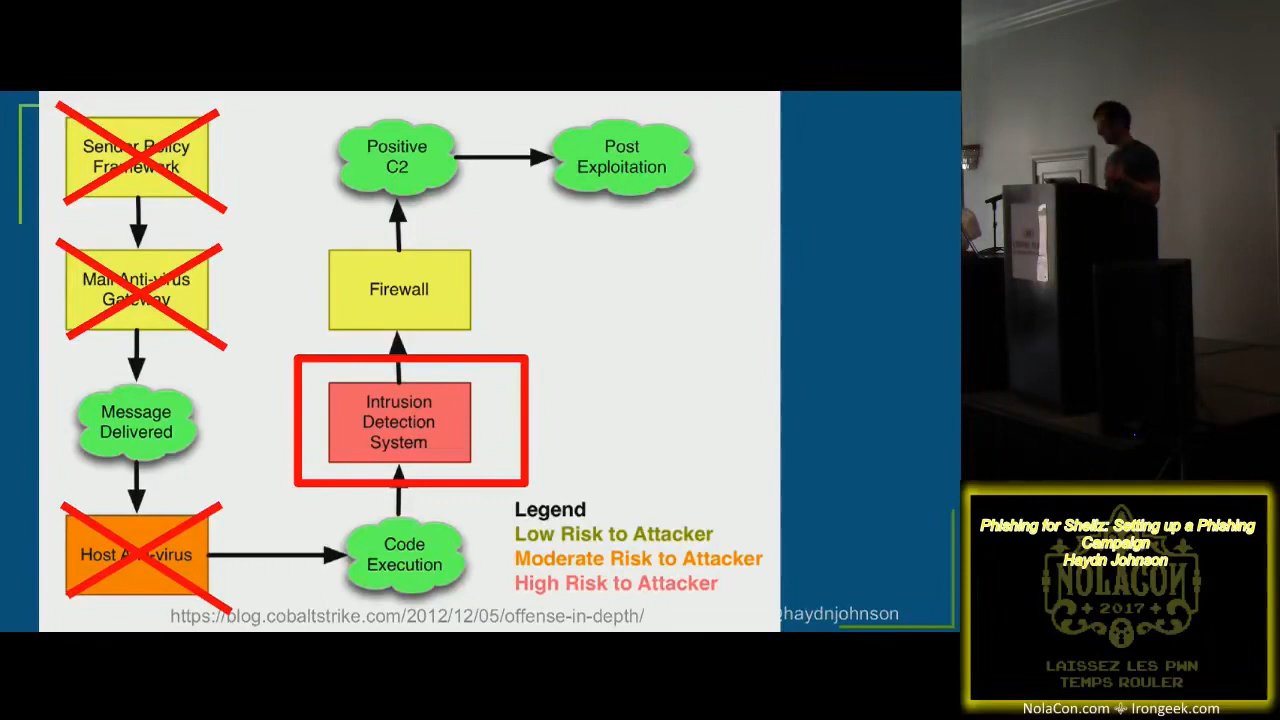 Sender Policy
Framework
Mail Anti-virus
Gateway
Message
Delivered
Host Anti-virus
Positive
C2
Post
Exploitation
Firewall
Intrusion
Detection
System
Code
Execution
Legend
Low Risk to Attacker
Moderate Risk to Attacker
High Risk to Attacker
https://blog.cobaltstrike.com/2012/12/05/offense-in-depth/
@haydnjohnson
Phishing for Shellz: Setting up a Phishing
Campaign
Haydn Johnson
NOLACON
2017
LAISSEZ LES PWN
TEMPS ROULER
NolaCon.com ⚜ Irongeek.com